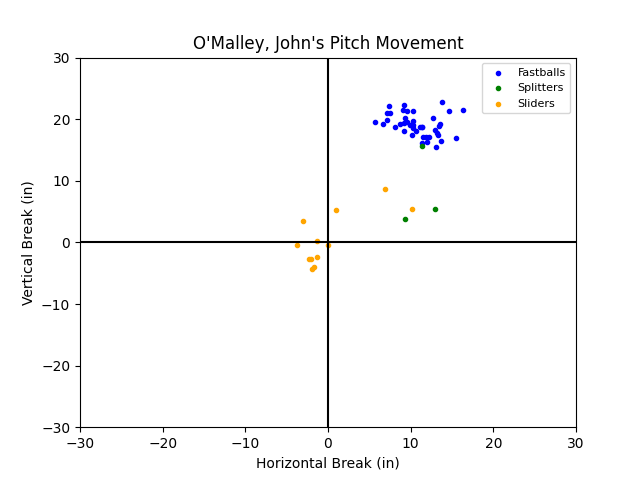 O'Malley, John's Pitch Movement
Fastballs
Splitters
Sliders
30
20
10
0
−10
−20
−30
Vertical Break (in)
−30 −20 −10 0 10 20 30
Horizontal Break (in)